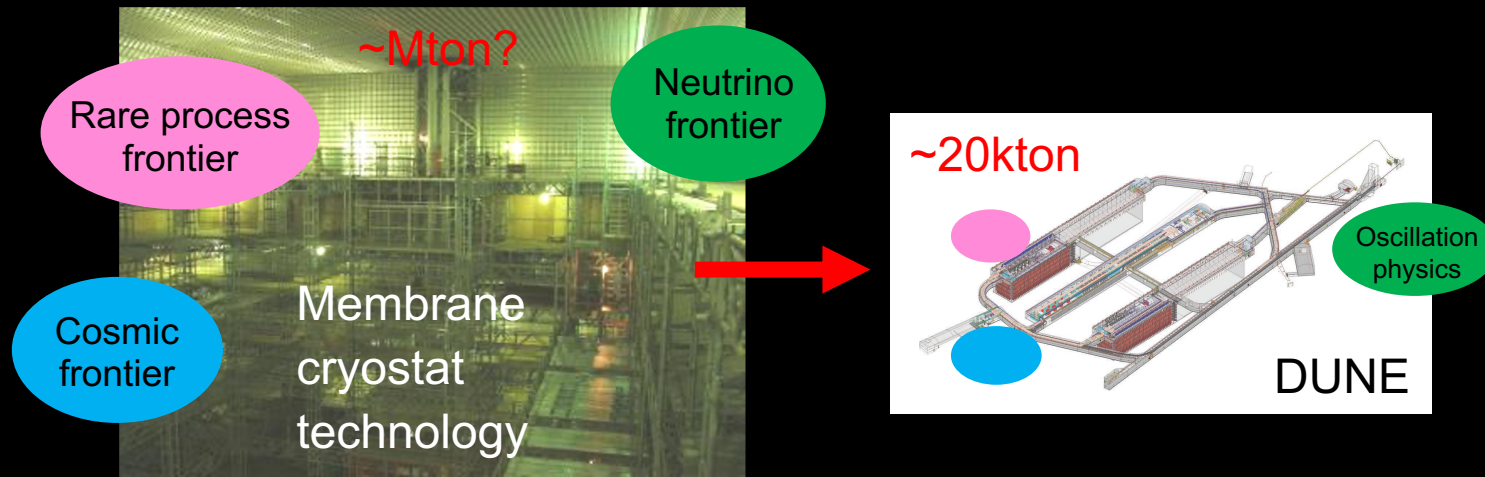 ~Mton?
Rare process
frontier
Neutrino
frontier
Cosmic
frontier
Membrane
cryostat
technology
~20kton
Oscillation
physics
DUNE